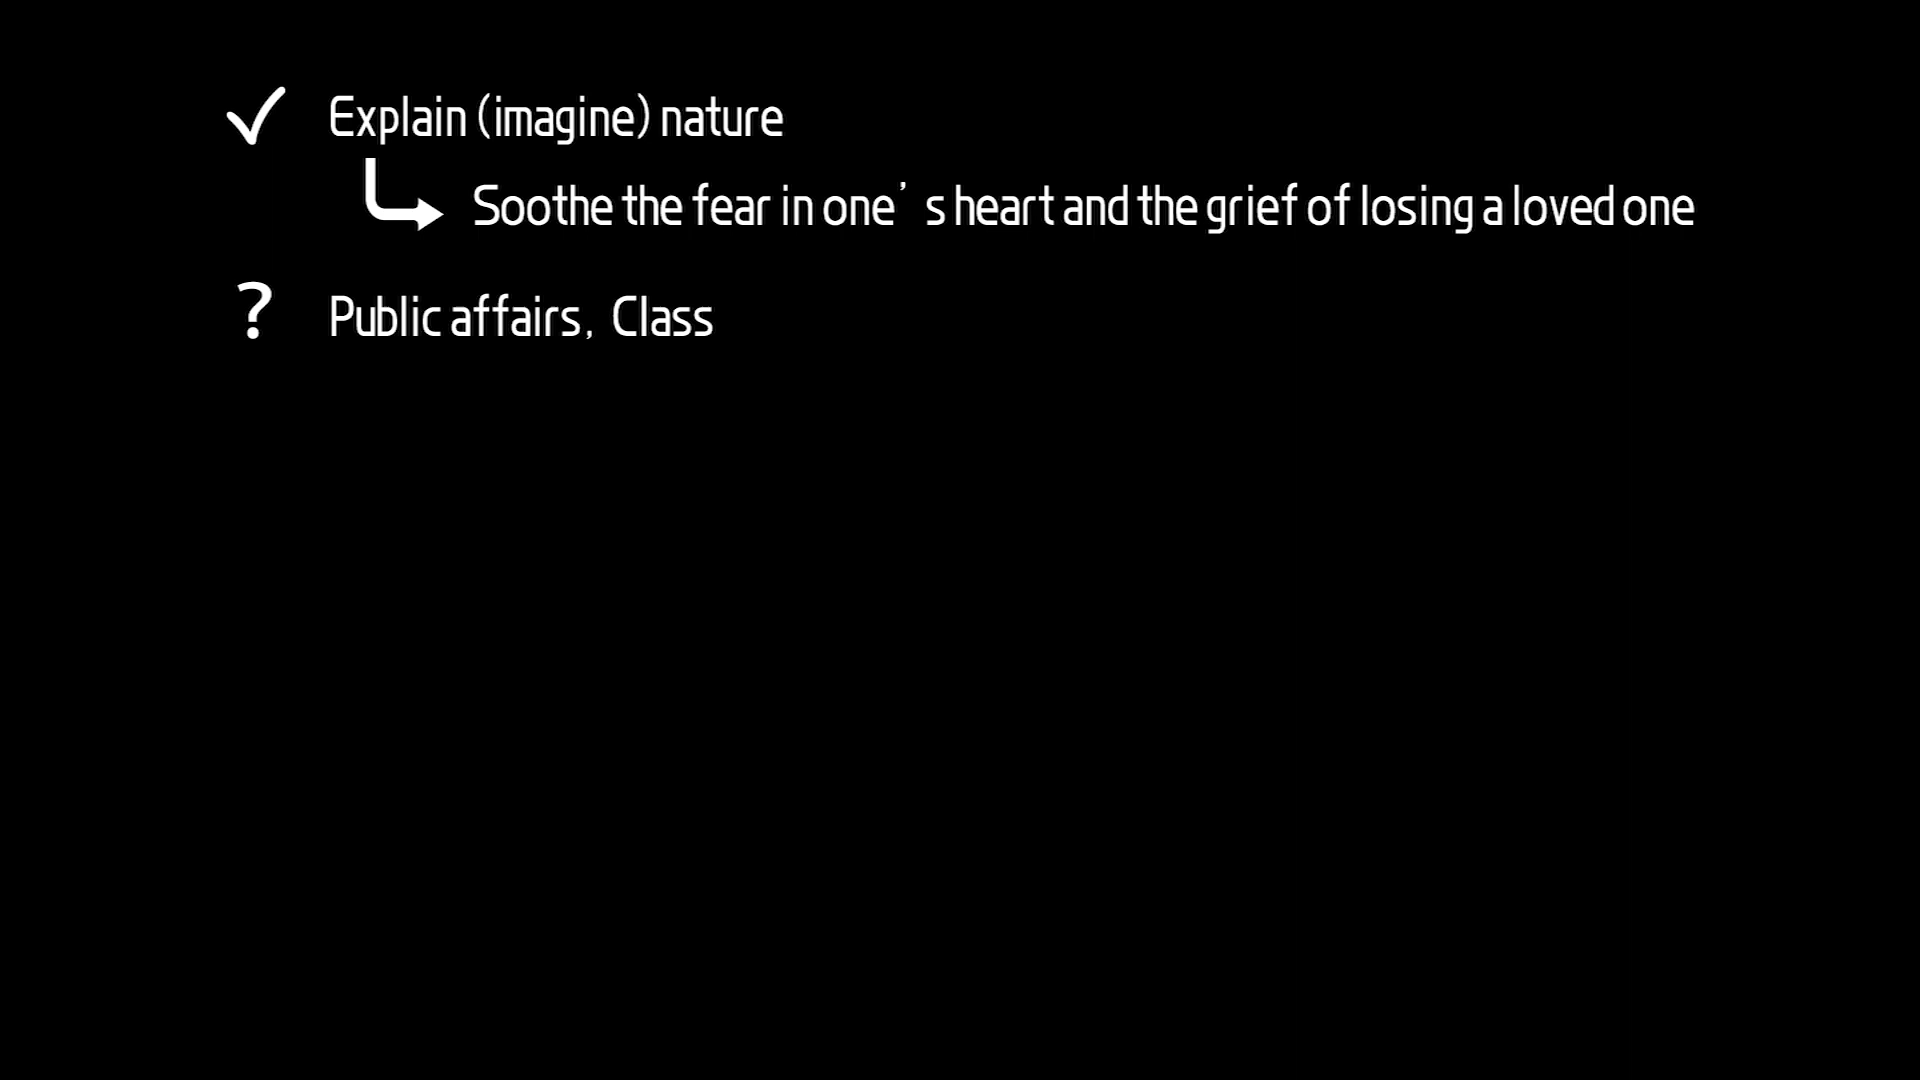 ✓ Explain (imagine) nature
Soothe the fear in one’s heart and the grief of losing a loved one
? Public affairs, Class